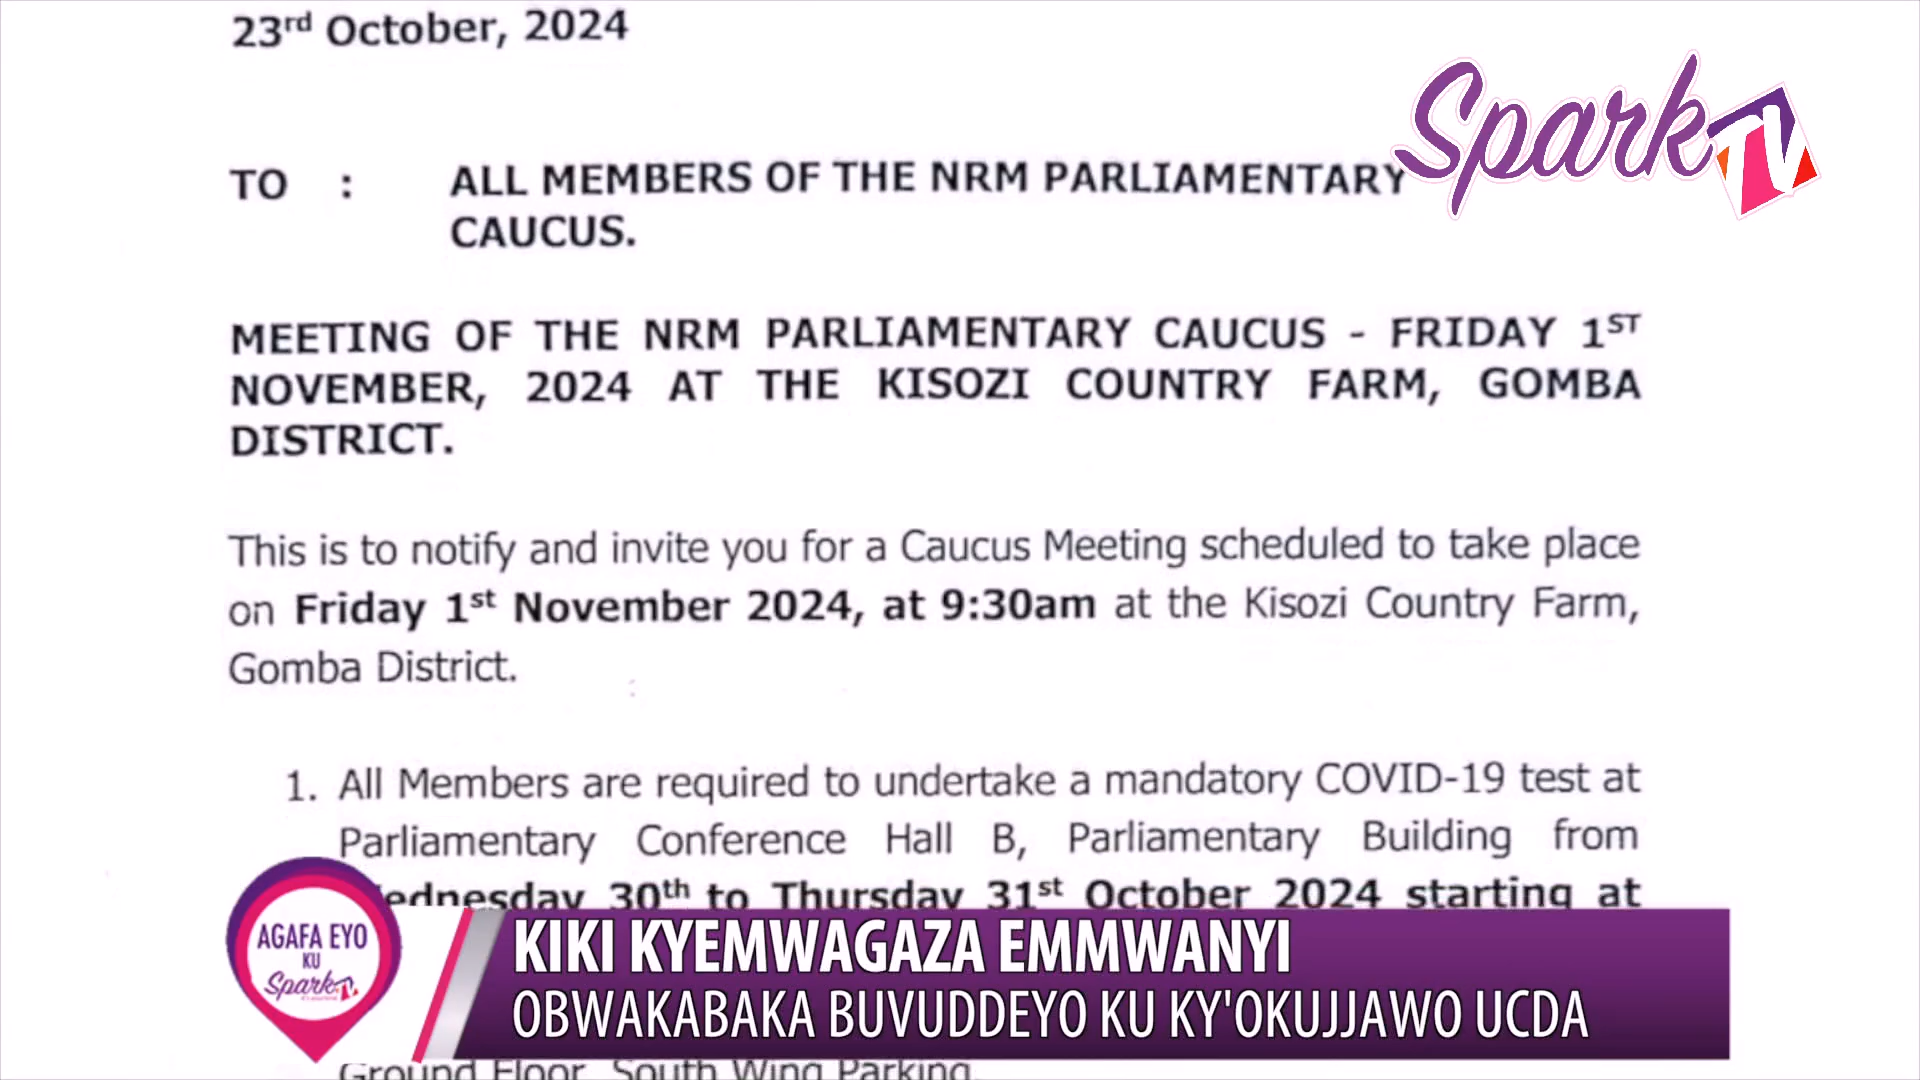 23rd October, 2024
Spark TV
TO : ALL MEMBERS OF THE NRM PARLIAMENTARY
CAUCUS.
MEETING OF THE NRM PARLIAMENTARY CAUCUS - FRIDAY 1ST
NOVEMBER, 2024 AT THE KISOZI COUNTRY FARM, GOMBA
DISTRICT.
This is to notify and invite you for a Caucus Meeting scheduled to take place
on Friday 1st November 2024, at 9:30am at the Kisozi Country Farm,
Gomba District.
1. All Members are required to undertake a mandatory COVID-19 test at
Parliamentary Conference Hall B, Parliamentary Building from
Wednesday 30th to Thursday 31st October 2024 starting at
AGAFA EYO
KU
Spark TV
KIKI KYEMWAGAZA EMMWANYI
OBWAKABAKA BUVUDDEYO KU KY'OKUJJAWO UCDA
Ground Floor, South Wing Parking.